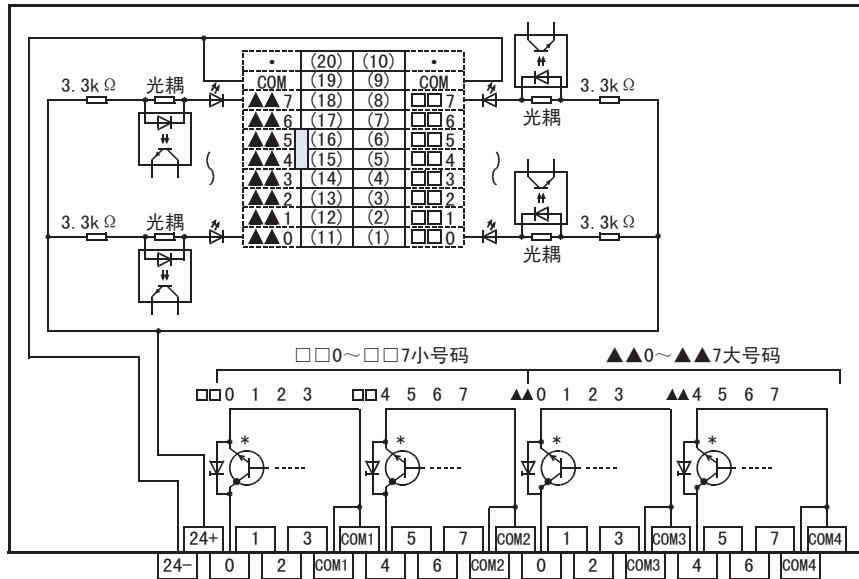 • (20) (10) •
COM (19) (9) COM
3.3kΩ 光耦 ▲▲7 (18) (8) □□7 光耦 3.3kΩ
▲▲6 (17) (7) □□6
▲▲5 (16) (6) □□5
▲▲4 (15) (5) □□4
▲▲3 (14) (4) □□3
▲▲2 (13) (3) □□2
▲▲1 (12) (2) □□1
3.3kΩ 光耦 ▲▲0 (11) (1) □□0 光耦 3.3kΩ
□□0～□□7小号码 ▲▲0～▲▲7大号码
□□0 1 2 3 □□4 5 6 7 ▲▲0 1 2 3 ▲▲4 5 6 7
* * * *
24+ 1 3 COM1 5 7 COM2 1 3 COM3 5 7 COM4
24- 0 2 COM1 4 6 COM2 0 2 COM3 4 6 COM4